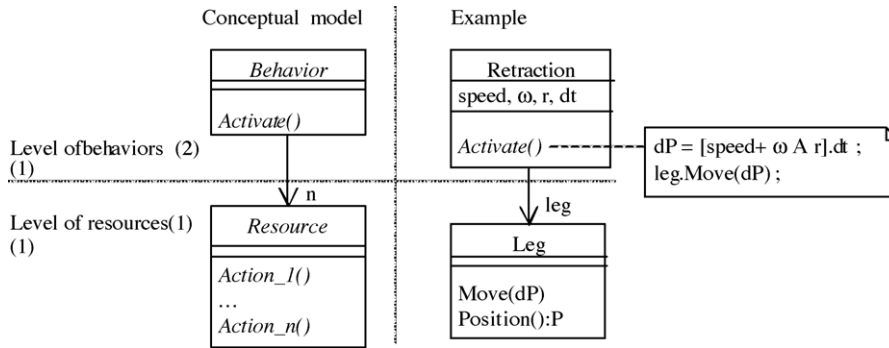 Conceptual model
Example
Behavior
Activate()
Retraction
speed, ω, r, dt
Activate()
dP = [speed+ ω Λ r].dt ;
leg.Move(dP) ;
Level ofbehaviors (2)
(1)
n
leg
Level of resources(1)
(1)
Resource
Action_1()
...
Action_n()
Leg
Move(dP)
Position():P